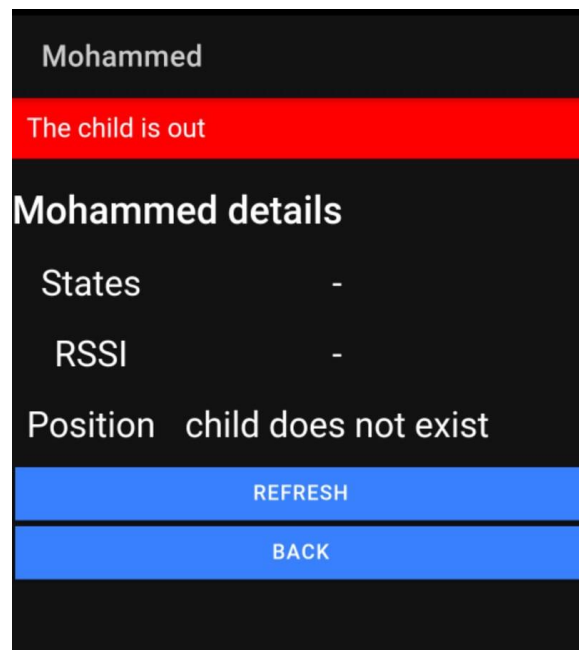 Mohammed
The child is out
Mohammed details
States -
RSSI -
Position child does not exist
REFRESH
BACK